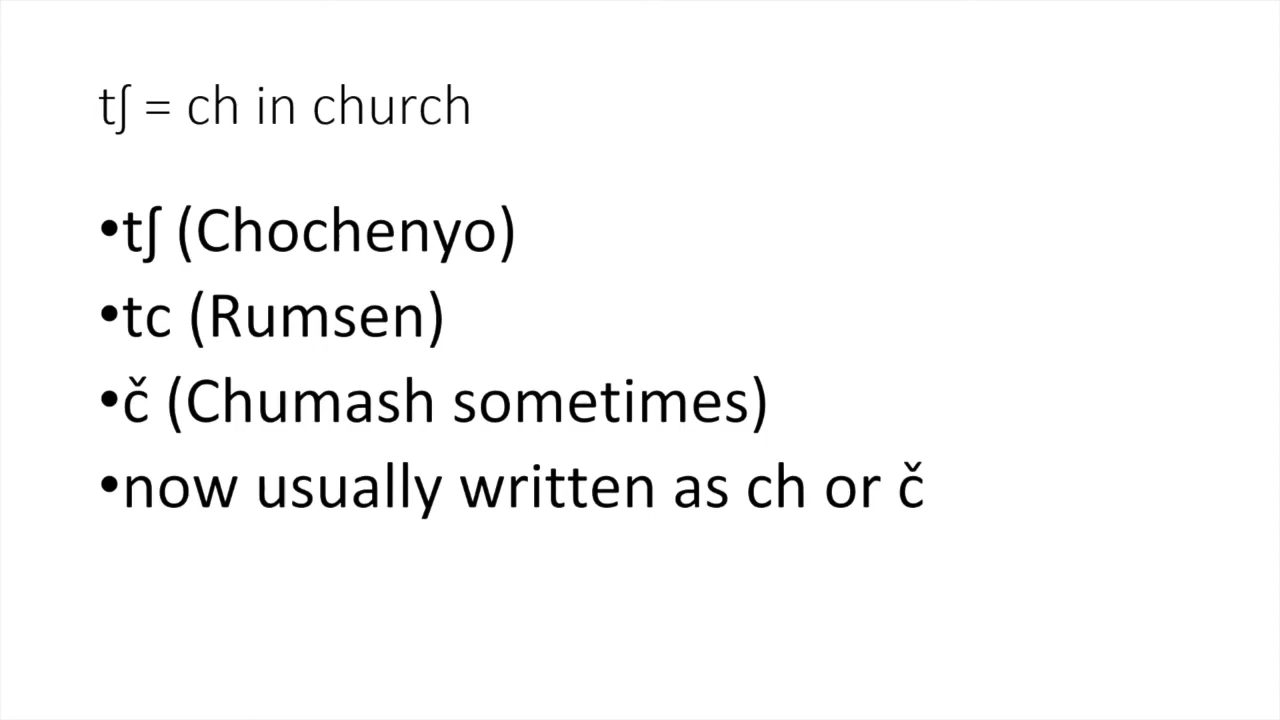 tʃ = ch in church
•tʃ (Chochenyo)
•tc (Rumsen)
•č (Chumash sometimes)
•now usually written as ch or č